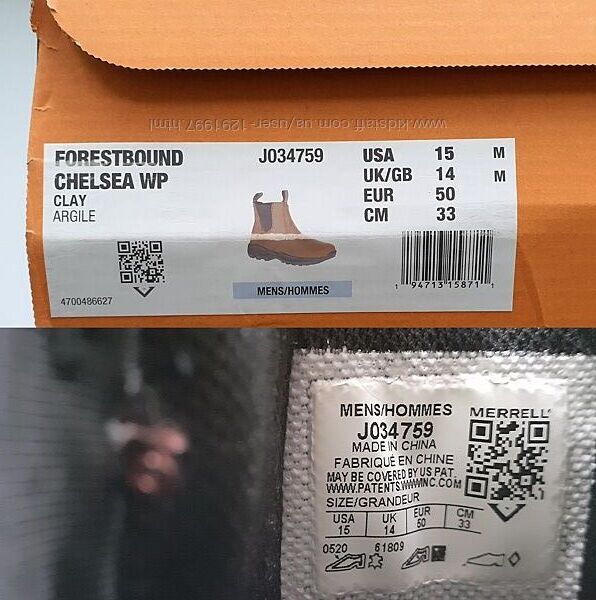 www.kidstaff.com.ua/user-1291997.html
FORESTBOUND
CHELSEA WP
CLAY
ARGILE
J034759
USA 15 M
UK/GB 14 M
EUR 50
CM 33
4700486627
MENS/HOMMES
1 94713 15871 1
MENS/HOMMES
MERRELL
J034759
MADE IN CHINA
FABRIQUÉ EN CHINE
MAY BE COVERED BY US PAT.
WWW.PATENTS.WWWINC.COM
SIZE/GRANDEUR
USA UK EUR CM
15 14 50 33
0520 61809